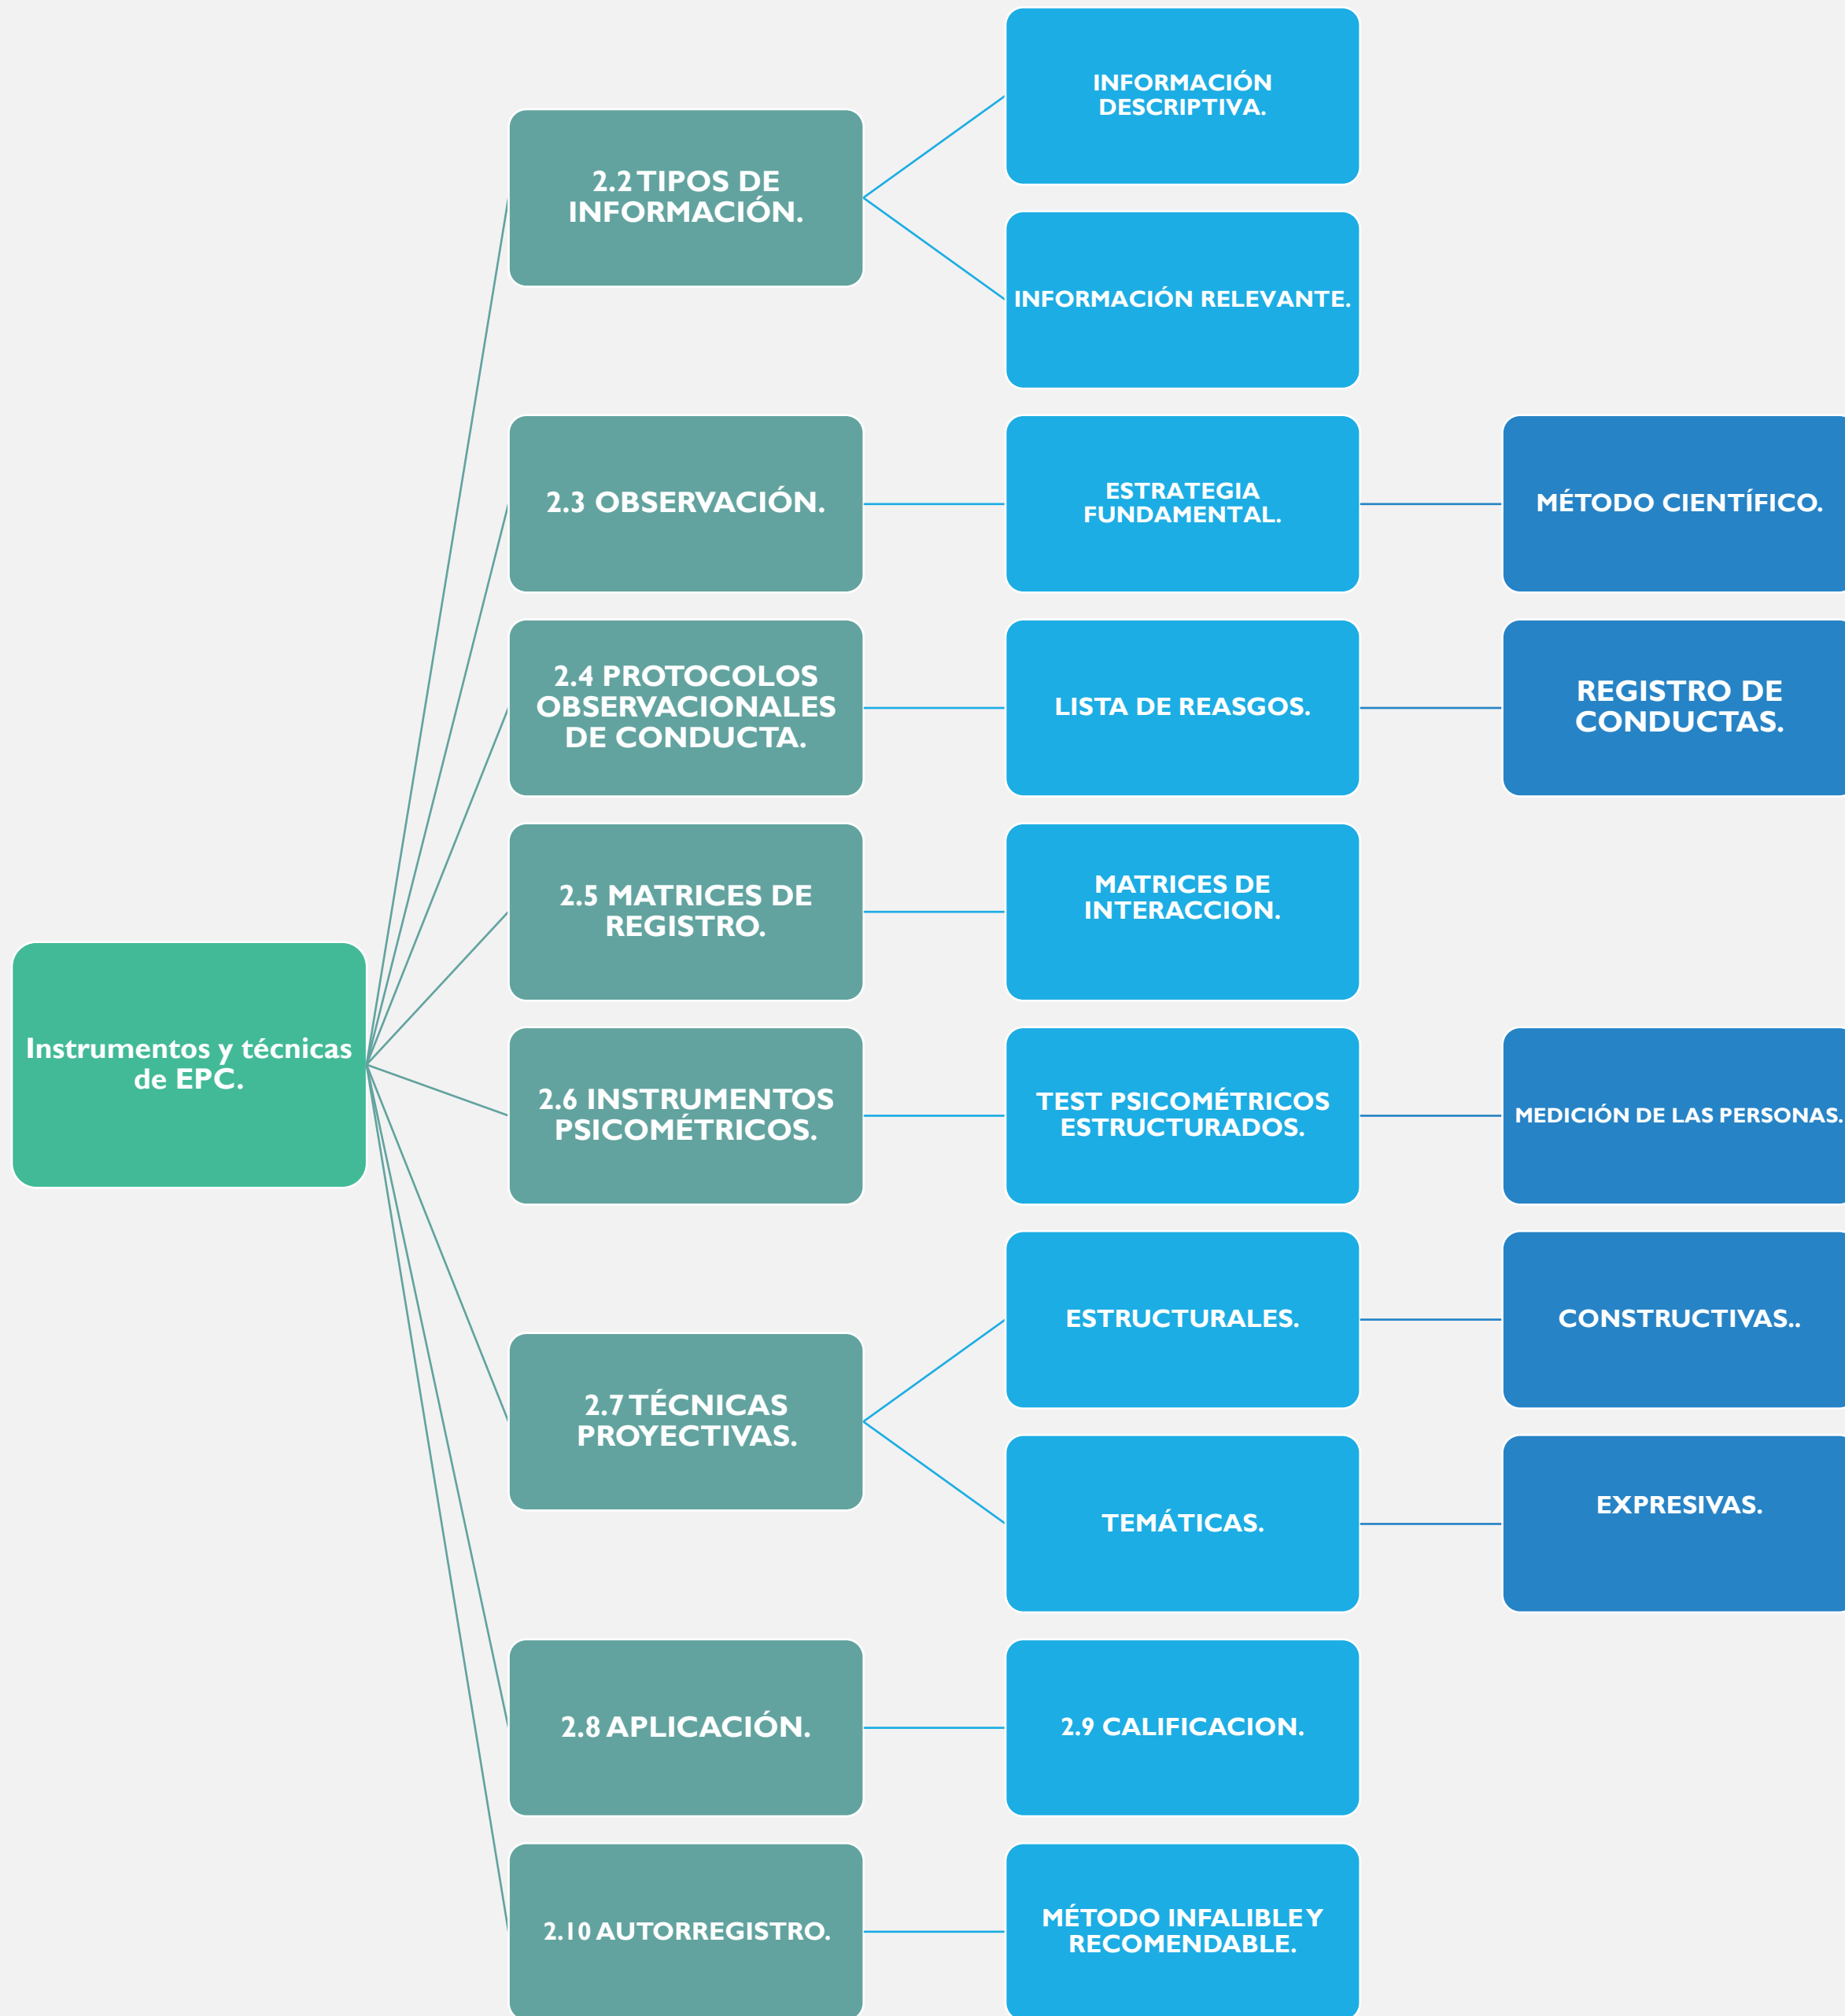 INFORMACIÓN
DESCRIPTIVA.
2.2 TIPOS DE
INFORMACIÓN.
INFORMACIÓN RELEVANTE.
2.3 OBSERVACIÓN.
ESTRATEGIA
FUNDAMENTAL.
MÉTODO CIENTÍFICO.
2.4 PROTOCOLOS
OBSERVACIONALES
DE CONDUCTA.
LISTA DE REASGOS.
REGISTRO DE
CONDUCTAS.
2.5 MATRICES DE
REGISTRO.
MATRICES DE
INTERACCION.
Instrumentos y técnicas
de EPC.
2.6 INSTRUMENTOS
PSICOMÉTRICOS.
TEST PSICOMÉTRICOS
ESTRUCTURADOS.
MEDICIÓN DE LAS PERSONAS.
2.7 TÉCNICAS
PROYECTIVAS.
ESTRUCTURALES.
CONSTRUCTIVAS..
TEMÁTICAS.
EXPRESIVAS.
2.8 APLICACIÓN.
2.9 CALIFICACION.
2.10 AUTORREGISTRO.
MÉTODO INFALIBLE Y
RECOMENDABLE.